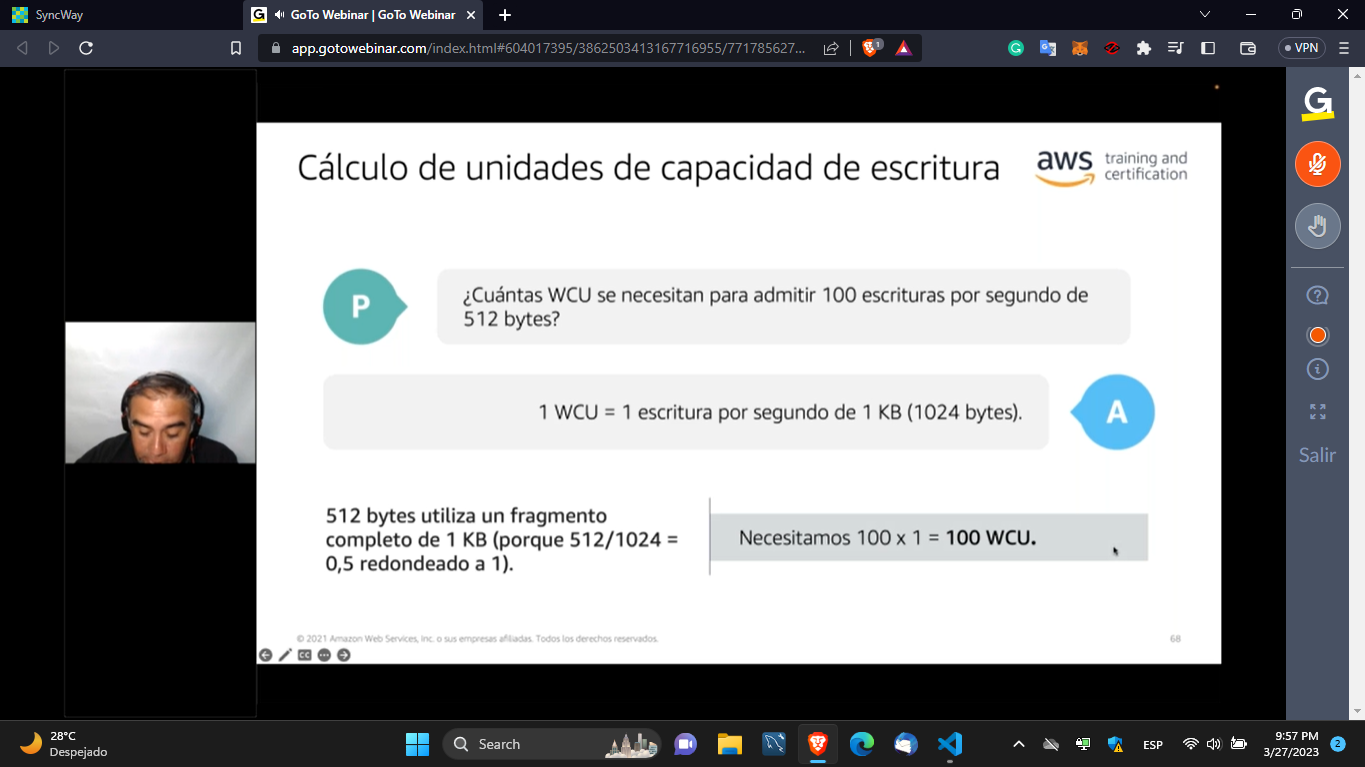 SyncWay
G
GoTo Webinar | GoTo Webinar
app.gotowebinar.com/index.html#604017395/3862503413167716955/771785627...
1
VPN
Cálculo de unidades de capacidad de escritura
aws training and
certification
P
¿Cuántas WCU se necesitan para admitir 100 escrituras por segundo de
512 bytes?
1 WCU = 1 escritura por segundo de 1 KB (1024 bytes).
A
512 bytes utiliza un fragmento
completo de 1 KB (porque 512/1024 =
0,5 redondeado a 1).
Necesitamos 100 x 1 = 100 WCU.
© 2021 Amazon Web Services, Inc. o sus empresas afiliadas. Todos los derechos reservados.
68
CC
G
Salir
28°C
Despejado
Search
ESP
9:57 PM
3/27/2023
2